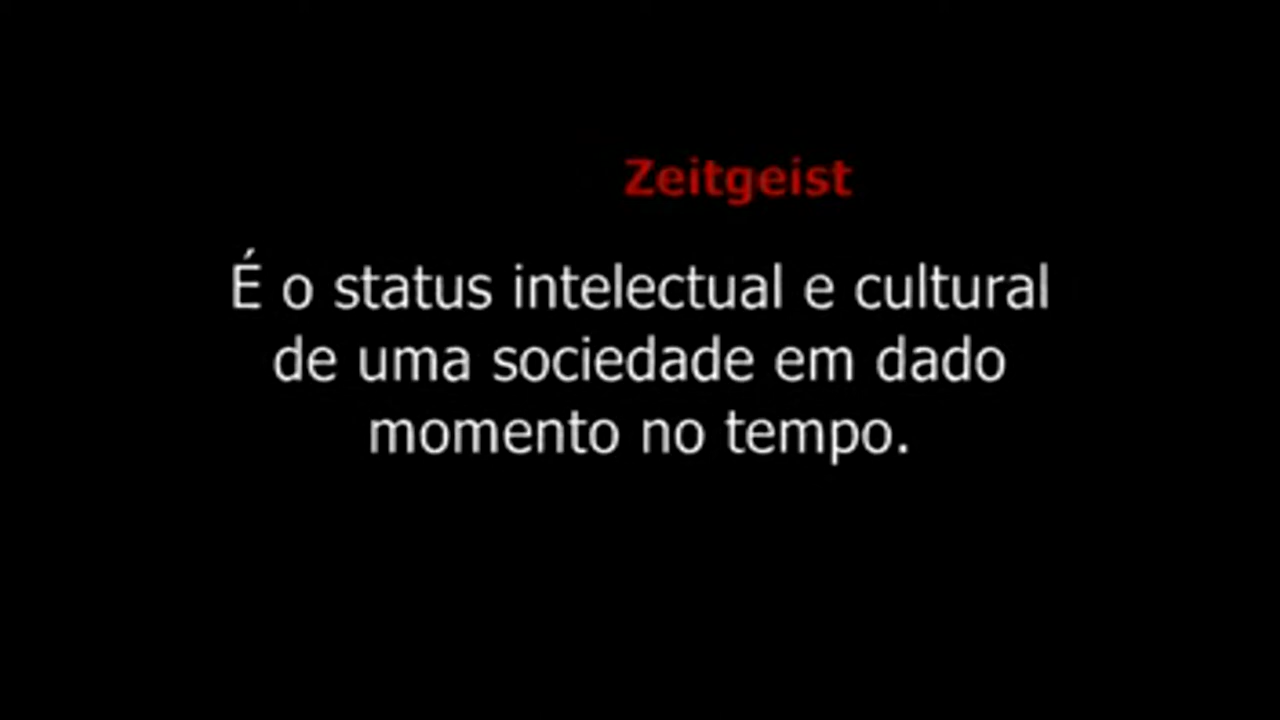 Zeitgeist
É o status intelectual e cultural
de uma sociedade em dado
momento no tempo.